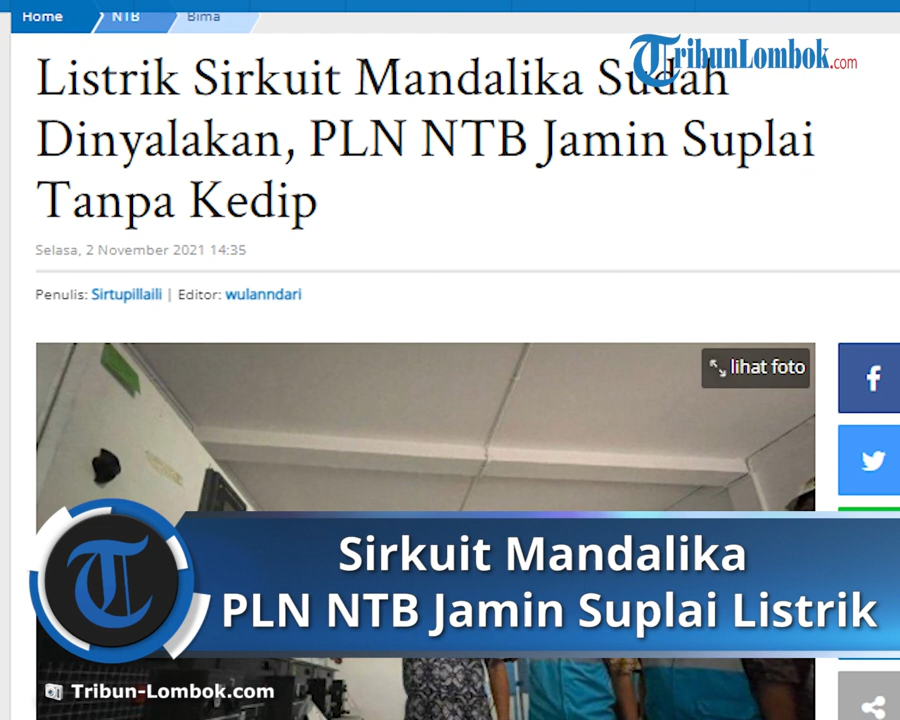 Home NTB Bima
TribunLombok.com
Listrik Sirkuit Mandalika Sudah
Dinyalakan, PLN NTB Jamin Suplai
Tanpa Kedip
Selasa, 2 November 2021 14:35
Penulis: Sirtupillaili | Editor: wulanndari
lihat foto
Sirkuit Mandalika
PLN NTB Jamin Suplai Listrik
Tribun-Lombok.com